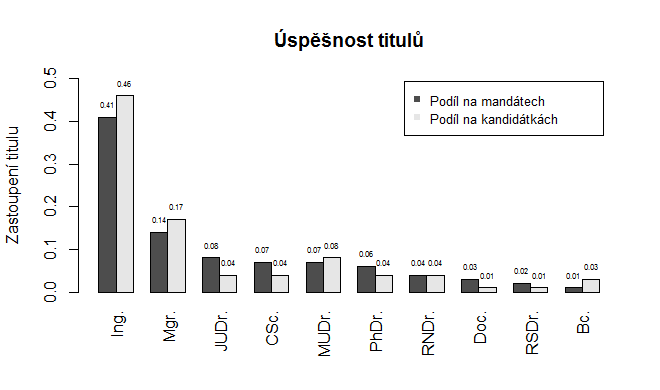 Úspěšnost titulů
Zastoupení titulu
0.0 0.1 0.2 0.3 0.4 0.5
Podíl na mandátech
Podíl na kandidátkách
0.41 0.46
0.14 0.17
0.08 0.04
0.07 0.04
0.07 0.08
0.06 0.04
0.04 0.04
0.03 0.01
0.02 0.01
0.01 0.03
Ing. Mgr. JUDr. CSc. MUDr. PhDr. RNDr. Doc. RSDr. Bc.